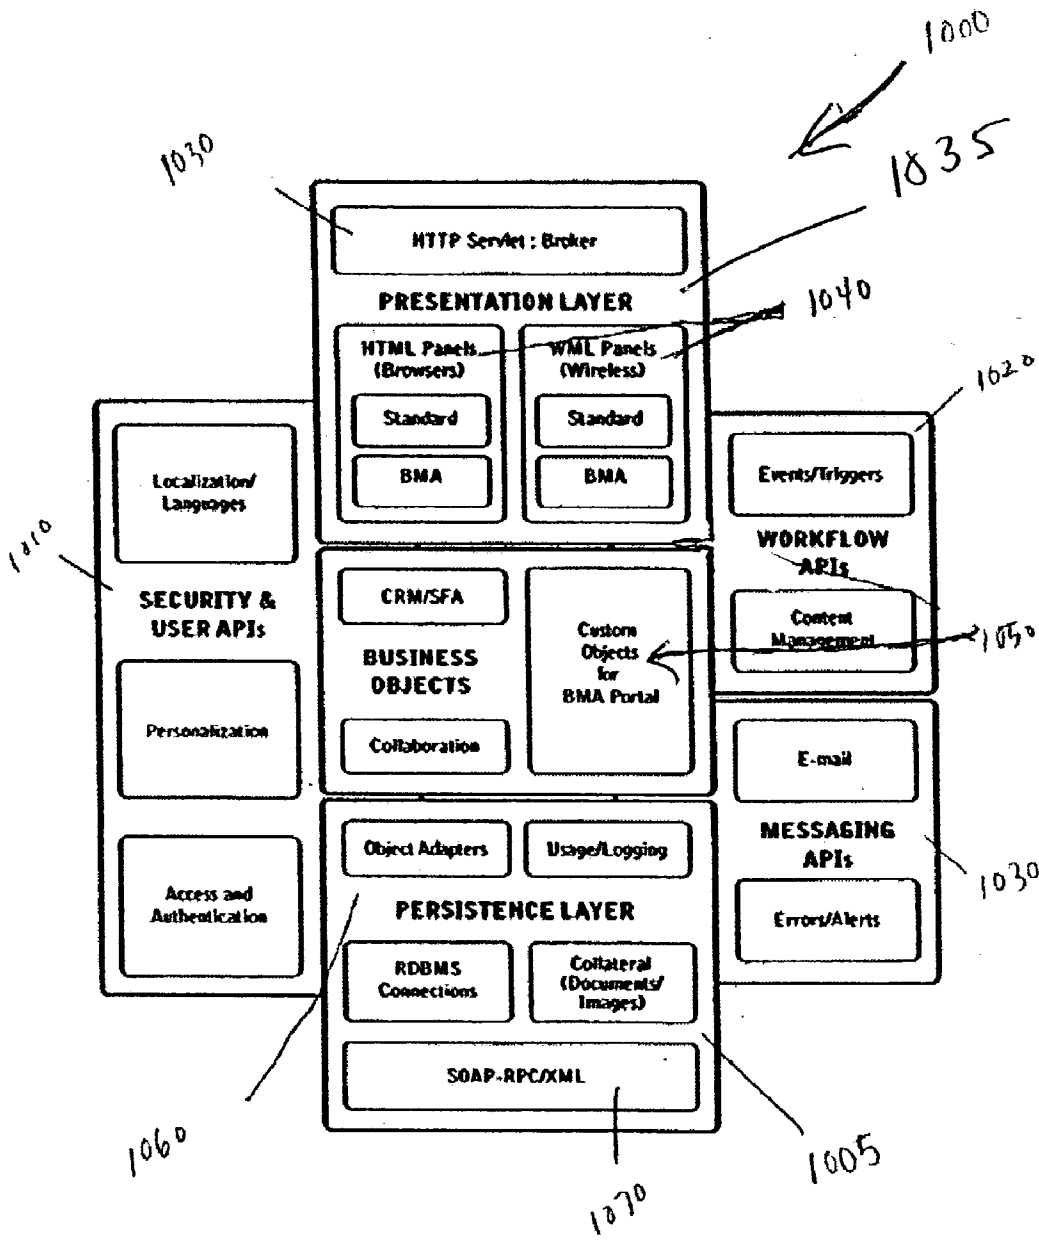 1000
1030
1035
HTTP Servlet : Broker
PRESENTATION LAYER
1040
HTML Panels
(Browsers)
WML Panels
(Wireless)
1020
Standard
Standard
BMA
BMA
Localization/
Languages
Events/Triggers
1010
WORKFLOW
APIs
SECURITY &
USER APIs
CRM/SFA
Content
Management
Custom
Objects
for
BMA Portal
1050
BUSINESS
OBJECTS
Personalization
Collaboration
E-mail
MESSAGING
APIs
Object Adapters
Usage/Logging
1030
Access and
Authentication
PERSISTENCE LAYER
Errors/Alerts
RDBMS
Connections
Collateral
(Documents/
Images)
SOAP-RPC/XML
1060
1005
1070